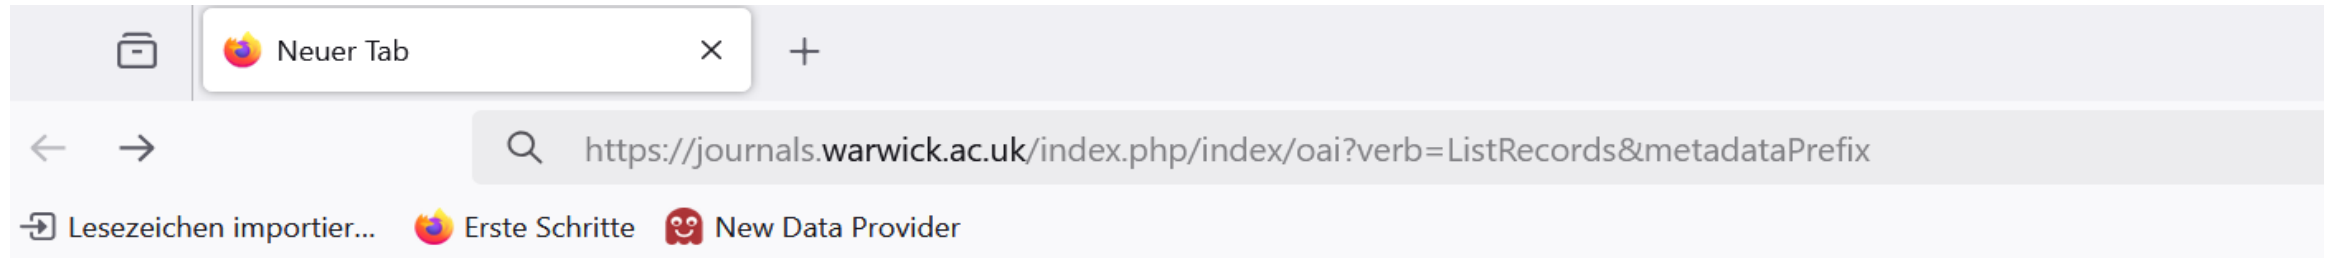 Neuer Tab
https://journals.warwick.ac.uk/index.php/index/oai?verb=ListRecords&metadataPrefix
Lesezeichen importier... Erste Schritte New Data Provider